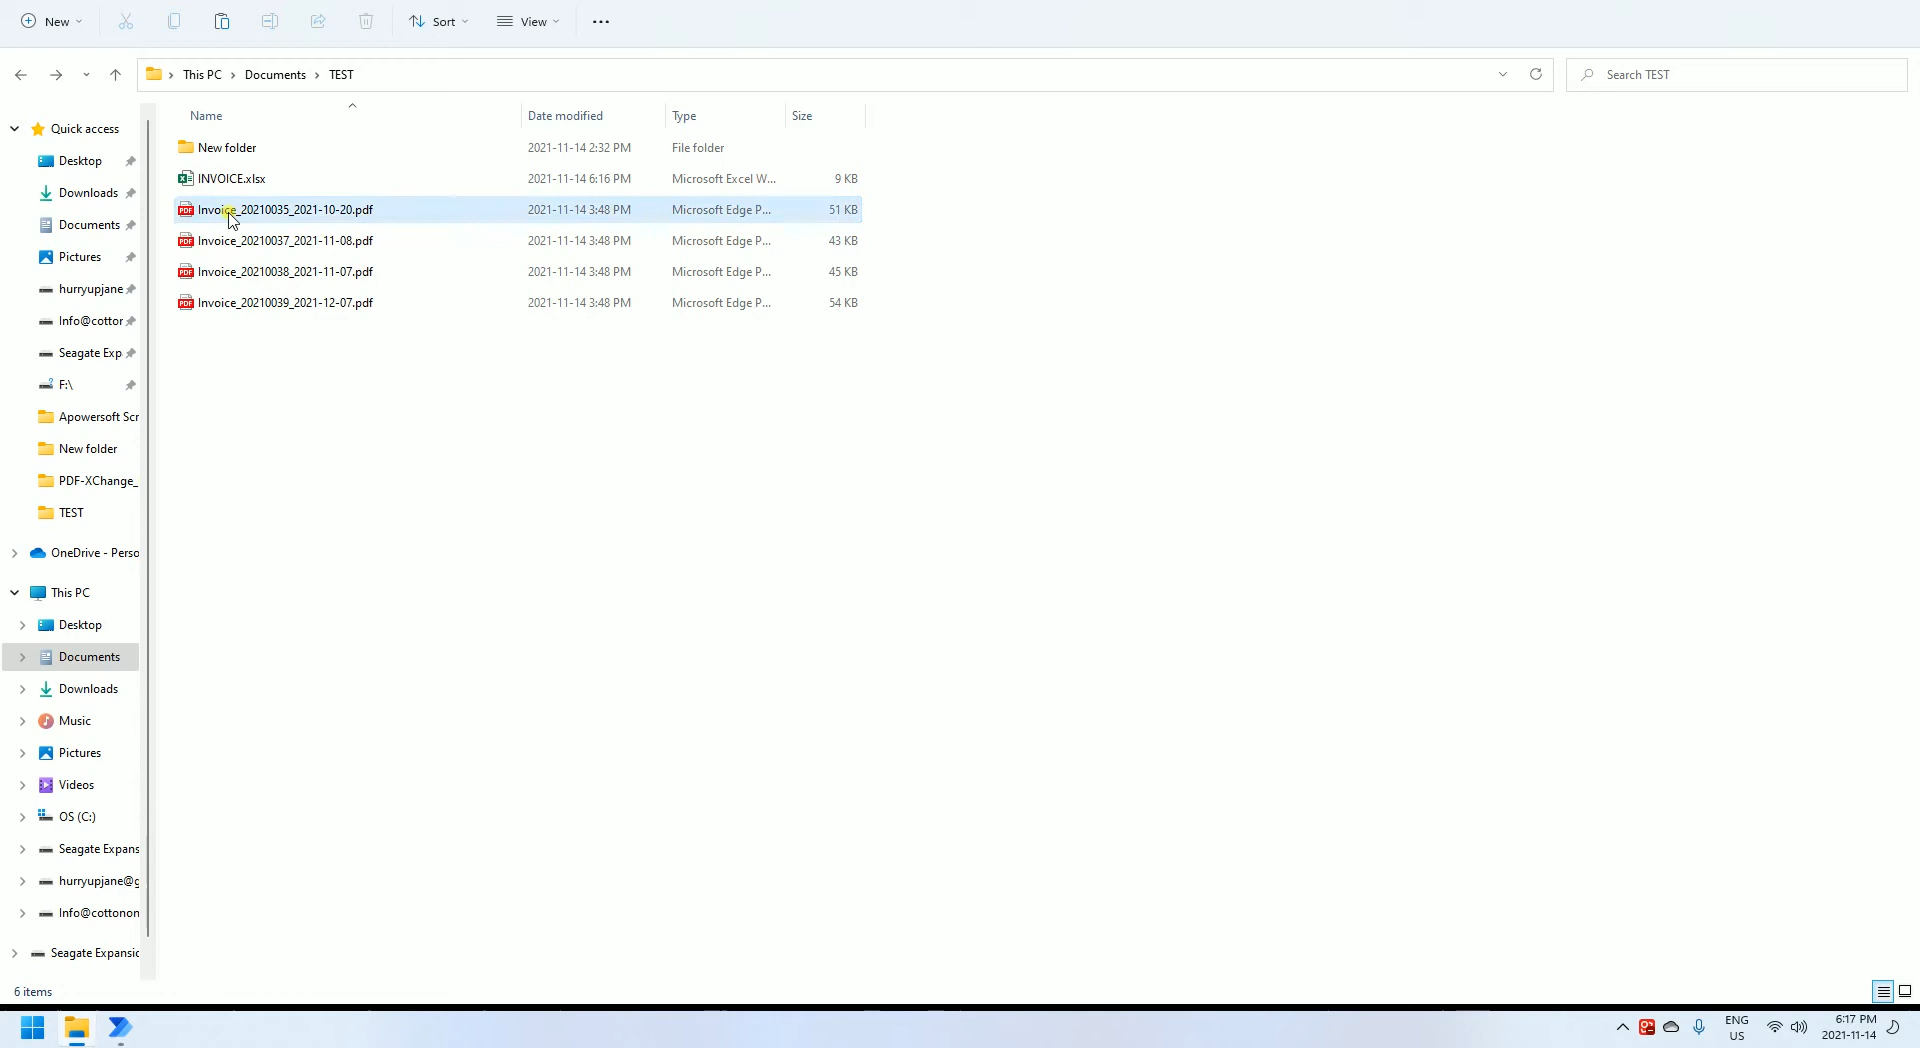 New Sort View
This PC > Documents > TEST Search TEST
Name Date modified Type Size
New folder 2021-11-14 2:32 PM File folder
INVOICE.xlsx 2021-11-14 6:16 PM Microsoft Excel W... 9 KB
Invoice_20210035_2021-10-20.pdf 2021-11-14 3:48 PM Microsoft Edge P... 51 KB
Invoice_20210037_2021-11-08.pdf 2021-11-14 3:48 PM Microsoft Edge P... 43 KB
Invoice_20210038_2021-11-07.pdf 2021-11-14 3:48 PM Microsoft Edge P... 45 KB
Invoice_20210039_2021-12-07.pdf 2021-11-14 3:48 PM Microsoft Edge P... 54 KB
Quick access
Desktop
Downloads
Documents
Pictures
hurryupjane
Info@cottor
Seagate Exp
F:\
Apowersoft Scr
New folder
PDF-XChange_
TEST
OneDrive - Perso
This PC
Desktop
Documents
Downloads
Music
Pictures
Videos
OS (C:)
Seagate Expans
hurryupjane@g
Info@cottonon
Seagate Expansic
6 items
ENG
US
6:17 PM
2021-11-14